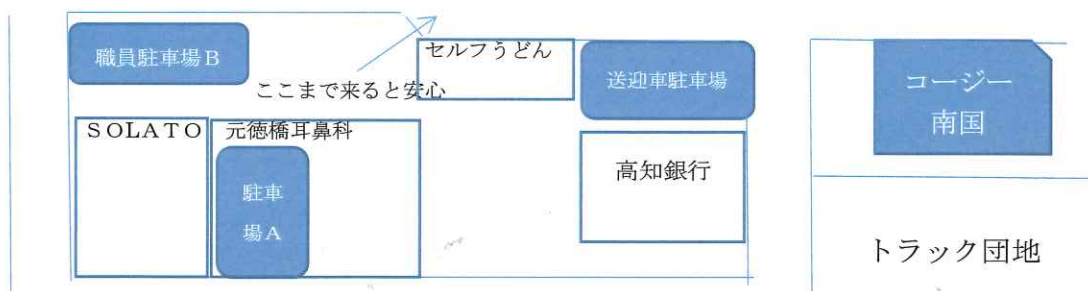 職員駐車場B
セルフうどん
ここまで来ると安心
送迎車駐車場
コージー
南国
SOLATO
元徳橋耳鼻科
駐車
場A
高知銀行
トラック団地